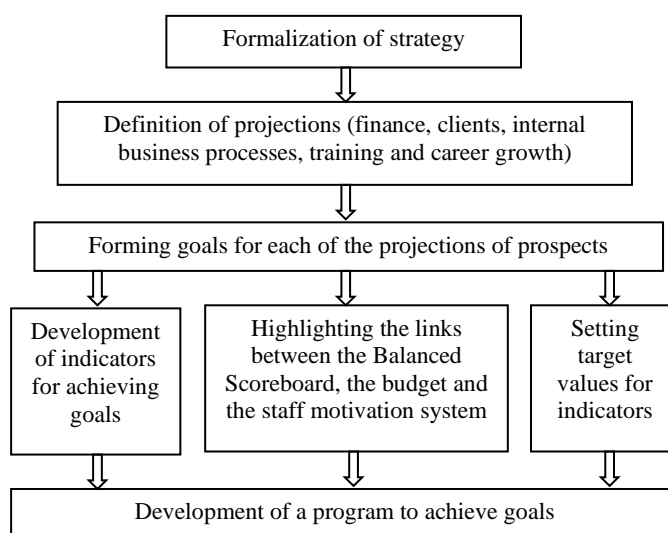 Formalization of strategy
Definition of projections (finance, clients, internal
business processes, training and career growth)
Forming goals for each of the projections of prospects
Development
of indicators
for achieving
goals
Highlighting the links
between the Balanced
Scoreboard, the budget and
the staff motivation system
Setting
target
values for
indicators
Development of a program to achieve goals